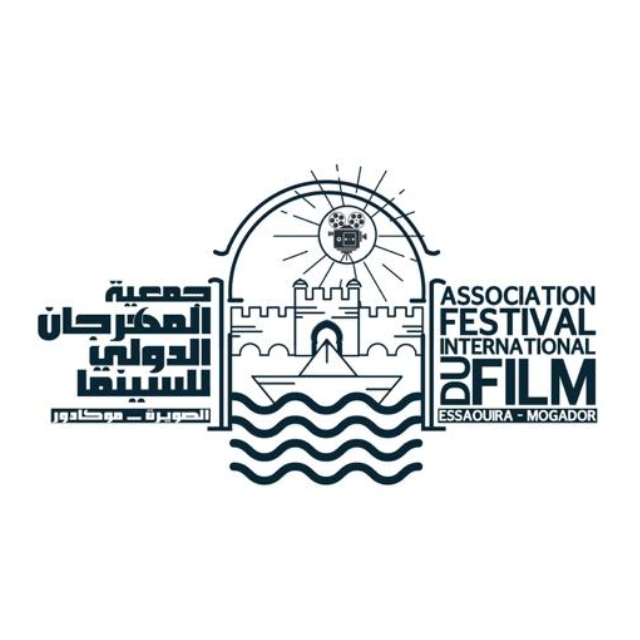 جمعية
المهرجان
الدولي
للسينما
الصويرة - موكادور
ASSOCIATION
FESTIVAL
INTERNATIONAL
DU FILM
ESSAOUIRA - MOGADOR